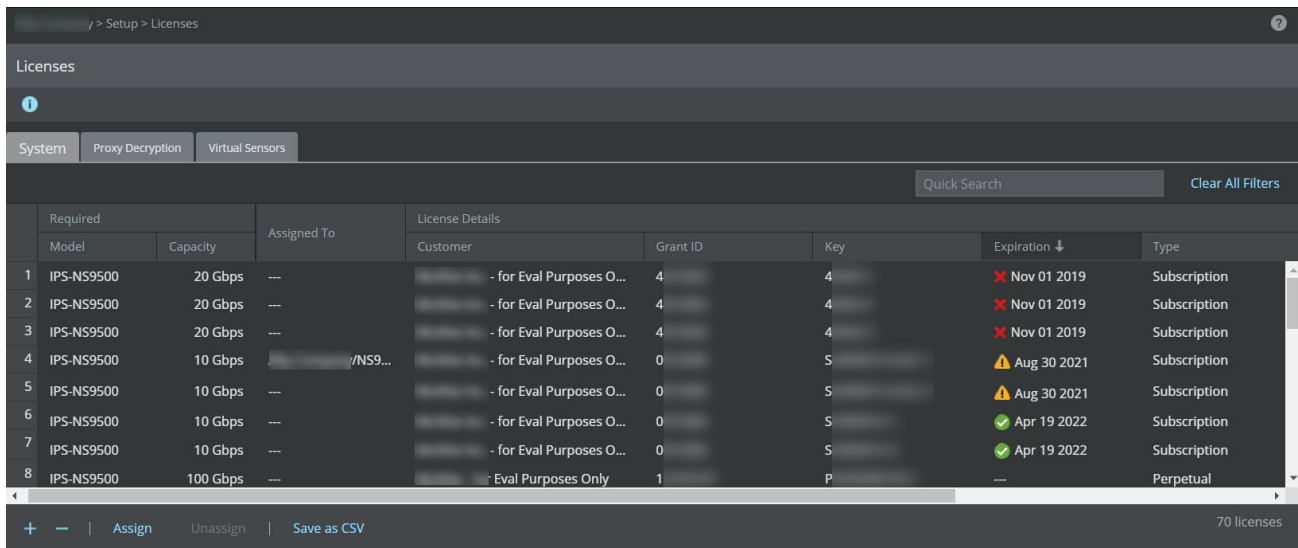 / > Setup > Licenses
Licenses
System Proxy Decryption Virtual Sensors
Quick Search Clear All Filters
Required Assigned To License Details
Model Capacity Customer Grant ID Key Expiration Type
1 IPS-NS9500 20 Gbps --- - for Eval Purposes O... 4 4 Nov 01 2019 Subscription
2 IPS-NS9500 20 Gbps --- - for Eval Purposes O... 4 4 Nov 01 2019 Subscription
3 IPS-NS9500 20 Gbps --- - for Eval Purposes O... 4 4 Nov 01 2019 Subscription
4 IPS-NS9500 10 Gbps /NS9... - for Eval Purposes O... 0 S Aug 30 2021 Subscription
5 IPS-NS9500 10 Gbps --- - for Eval Purposes O... 0 S Aug 30 2021 Subscription
6 IPS-NS9500 10 Gbps --- - for Eval Purposes O... 0 S Apr 19 2022 Subscription
7 IPS-NS9500 10 Gbps --- - for Eval Purposes O... 0 S Apr 19 2022 Subscription
8 IPS-NS9500 100 Gbps --- Eval Purposes Only 1 P --- Perpetual
+ − | Assign Unassign | Save as CSV 70 licenses